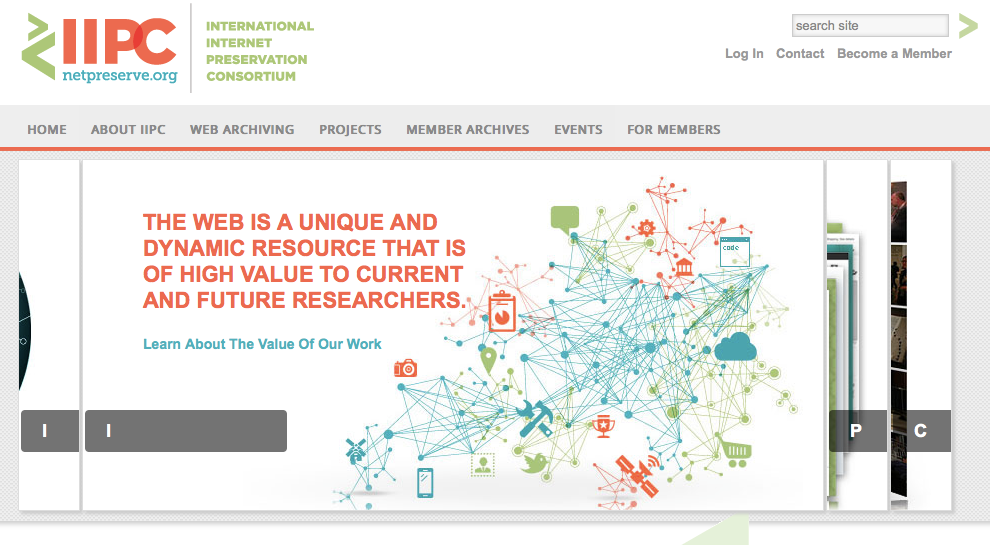 IIPC
netpreserve.org
INTERNATIONAL
INTERNET
PRESERVATION
CONSORTIUM
search site
Log In Contact Become a Member
HOME ABOUT IIPC WEB ARCHIVING PROJECTS MEMBER ARCHIVES EVENTS FOR MEMBERS
THE WEB IS A UNIQUE AND
DYNAMIC RESOURCE THAT IS
OF HIGH VALUE TO CURRENT
AND FUTURE RESEARCHERS.
Learn About The Value Of Our Work
code
I I P C